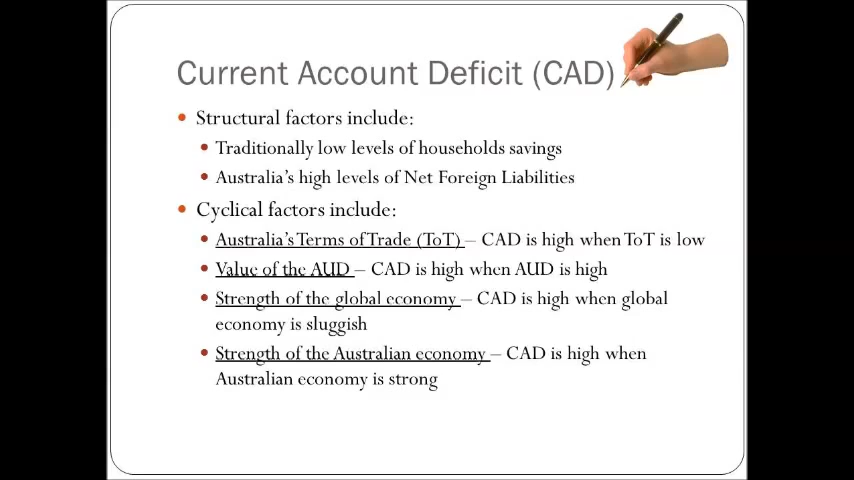 Current Account Deficit (CAD)
• Structural factors include:
• Traditionally low levels of households savings
• Australia's high levels of Net Foreign Liabilities
• Cyclical factors include:
• Australia's Terms of Trade (ToT) – CAD is high when ToT is low
• Value of the AUD – CAD is high when AUD is high
• Strength of the global economy – CAD is high when global
economy is sluggish
• Strength of the Australian economy – CAD is high when
Australian economy is strong